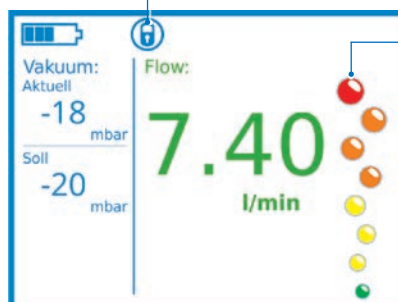 Vakuum:
Aktuell
-18
mbar
Soll
-20
mbar
Flow:
7.40
l/min